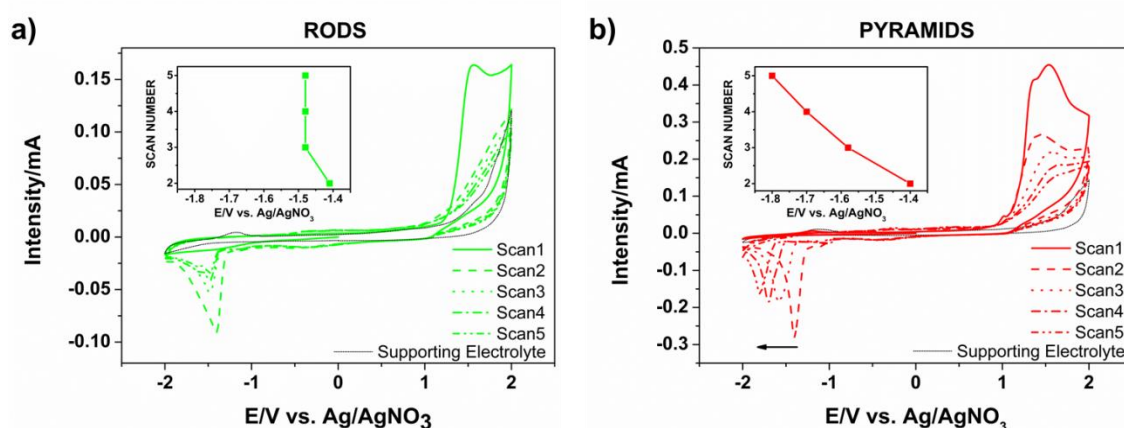 a)
RODS
Intensity/mA
0.15
0.10
0.05
0.00
-0.05
-0.10
-2
-1
0
1
2
E/V vs. Ag/AgNO3
SCAN NUMBER
5
4
3
2
-1.8
-1.7
-1.6
-1.5
-1.4
E/V vs. Ag/AgNO3
Scan1
Scan2
Scan3
Scan4
Scan5
Supporting Electrolyte
b)
PYRAMIDS
Intensity/mA
0.5
0.4
0.3
0.2
0.1
0.0
-0.1
-0.2
-0.3
-2
-1
0
1
2
E/V vs. Ag/AgNO3
SCAN NUMBER
5
4
3
2
-1.8
-1.7
-1.6
-1.5
-1.4
E/V vs. Ag/AgNO3
Scan1
Scan2
Scan3
Scan4
Scan5
Supporting Electrolyte